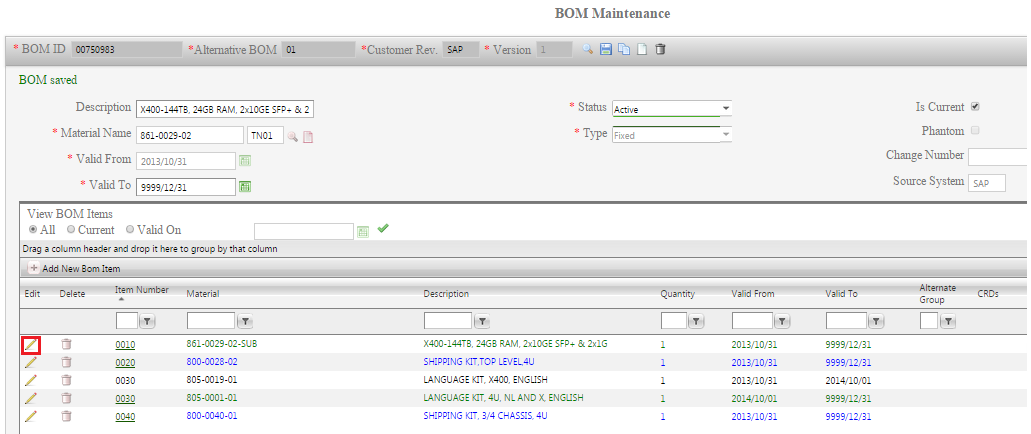 BOM Maintenance
* BOM ID 00750983 *Alternative BOM 01 *Customer Rev. SAP * Version 1
BOM saved
Description X400-144TB, 24GB RAM, 2x10GE SFP+ & 2 * Status Active Is Current
* Material Name 861-0029-02 TN01 * Type Fixed Phantom
* Valid From 2013/10/31 Change Number
* Valid To 9999/12/31 Source System SAP
View BOM Items
All Current Valid On
Drag a column header and drop it here to group by that column
Add New Bom Item
Edit Delete Item Number Material Description Quantity Valid From Valid To Alternate Group CRDs
0010 861-0029-02-SUB X400-144TB, 24GB RAM, 2x10GE SFP+ & 2x1G 1 2013/10/31 9999/12/31
0020 800-0028-02 SHIPPING KIT,TOP LEVEL,4U 1 2013/10/31 9999/12/31
0030 805-0019-01 LANGUAGE KIT, X400, ENGLISH 1 2013/10/31 2014/10/01
0030 805-0001-01 LANGUAGE KIT, 4U, NL AND X, ENGLISH 1 2014/10/01 9999/12/31
0040 800-0040-01 SHIPPING KIT, 3/4 CHASSIS, 4U 1 2013/10/31 9999/12/31